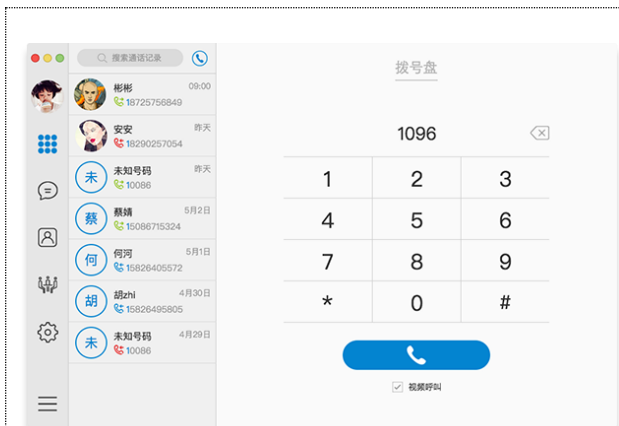 搜索通话记录
彬彬 09:00
18725756849
安安 昨天
18290257054
未 未知号码 昨天
10086
蔡 蔡婧 5月2日
15086715324
何 何河 5月1日
15826405572
胡 胡zhi 4月30日
15826495805
未 未知号码 4月29日
10086
拨号盘
1096
1 2 3
4 5 6
7 8 9
* 0 #
视频呼叫